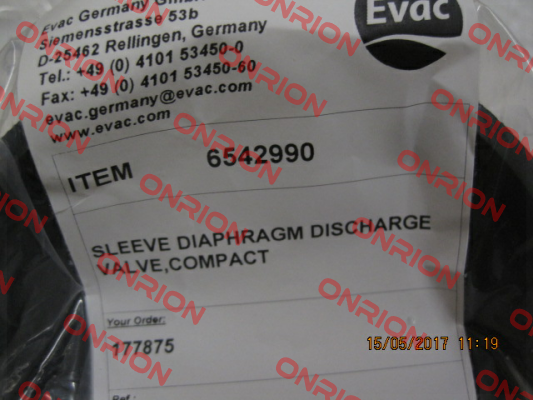 Evac Germany GmbH
Siemensstrasse 53b
D-25462 Rellingen, Germany
Tel.: +49 (0) 4101 53450-0
Fax: +49 (0) 4101 53450-60
evac.germany@evac.com
www.evac.com
Evac
ITEM 6542990
SLEEVE DIAPHRAGM DISCHARGE
VALVE,COMPACT
Your Order:
177875
Ref.:
15/05/2017 11:19
ONRION